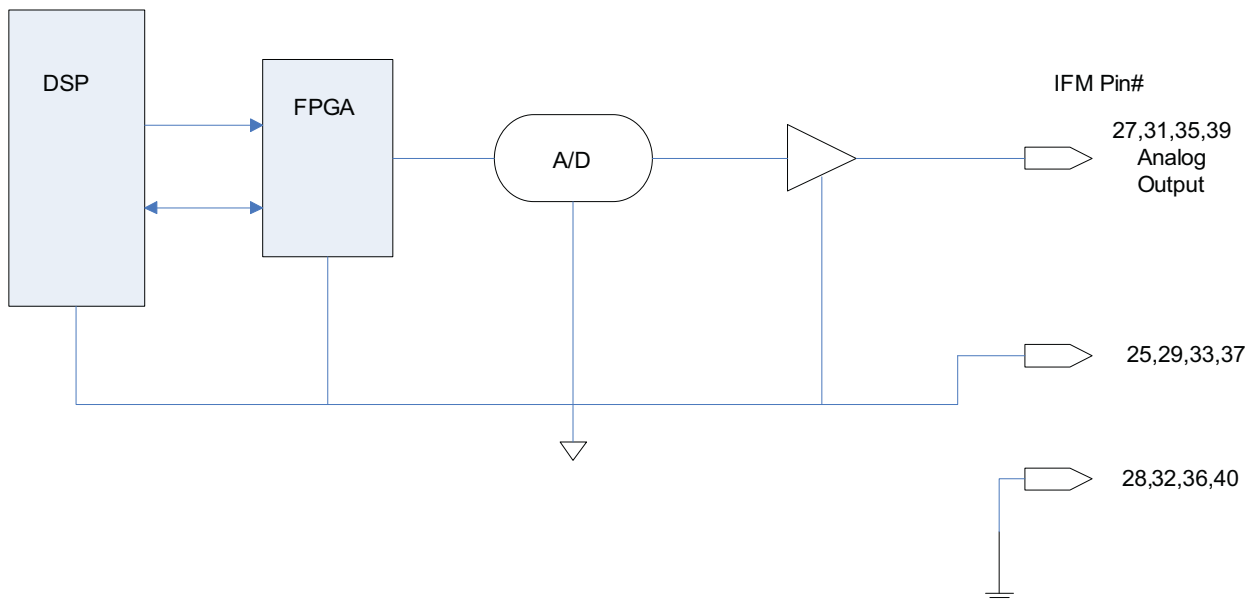 DSP
FPGA
A/D
IFM Pin#
27,31,35,39
Analog
Output
25,29,33,37
28,32,36,40